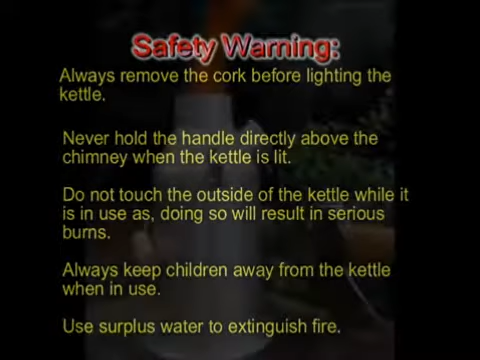 Safety Warning:
Always remove the cork before lighting the
kettle.
Never hold the handle directly above the
chimney when the kettle is lit.
Do not touch the outside of the kettle while it
is in use as, doing so will result in serious
burns.
Always keep children away from the kettle
when in use.
Use surplus water to extinguish fire.